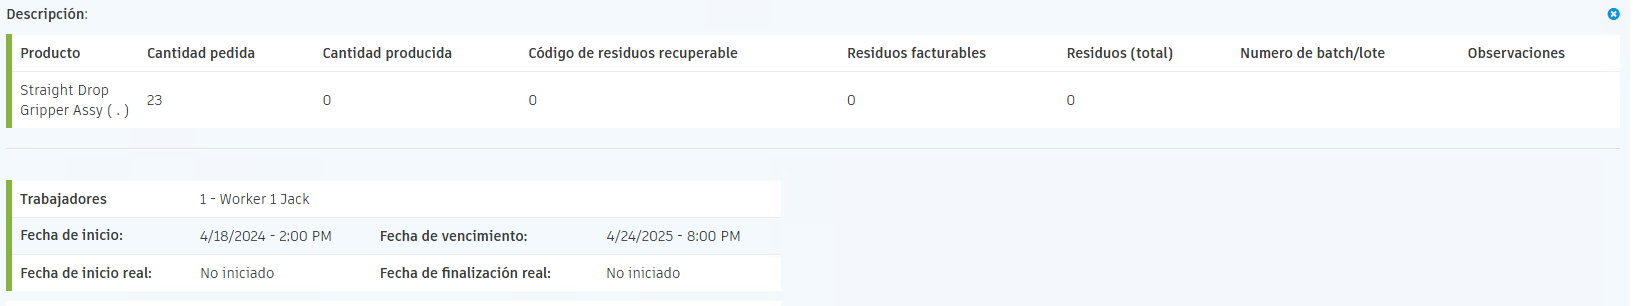 Descripción:
Producto Cantidad pedida Cantidad producida Código de residuos recuperable Residuos facturables Residuos (total) Numero de batch/lote Observaciones
Straight Drop
Gripper Assy ( . ) 23 0 0 0 0
Trabajadores 1 - Worker 1 Jack
Fecha de inicio: 4/18/2024 - 2:00 PM Fecha de vencimiento: 4/24/2025 - 8:00 PM
Fecha de inicio real: No iniciado Fecha de finalización real: No iniciado